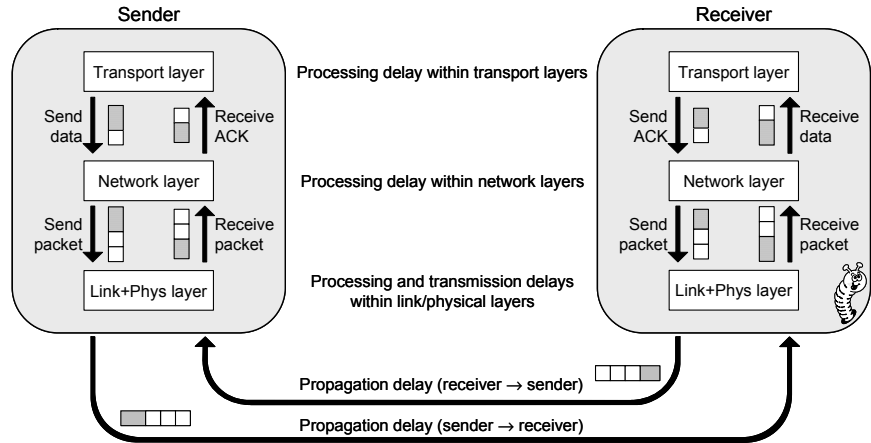 Sender
Receiver
Transport layer
Processing delay within transport layers
Transport layer
Send
data
Receive
ACK
Send
ACK
Receive
data
Network layer
Processing delay within network layers
Network layer
Send
packet
Receive
packet
Send
packet
Receive
packet
Link+Phys layer
Processing and transmission delays
within link/physical layers
Link+Phys layer
Propagation delay (receiver → sender)
Propagation delay (sender → receiver)